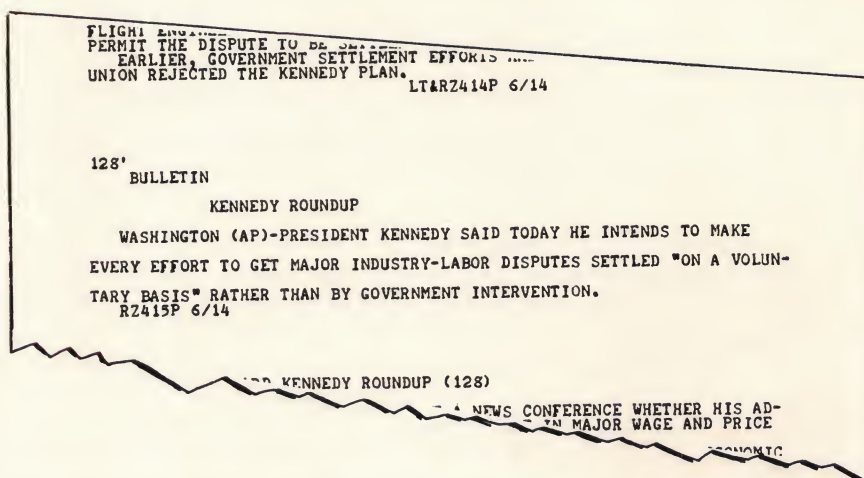 FLIGHT
PERMIT THE DISPUTE TO BE
EARLIER, GOVERNMENT SETTLEMENT EFFORTS
UNION REJECTED THE KENNEDY PLAN.
LT&RZ414P 6/14
128'
BULLETIN
KENNEDY ROUNDUP
WASHINGTON (AP)-PRESIDENT KENNEDY SAID TODAY HE INTENDS TO MAKE
EVERY EFFORT TO GET MAJOR INDUSTRY-LABOR DISPUTES SETTLED "ON A VOLUN-
TARY BASIS" RATHER THAN BY GOVERNMENT INTERVENTION.
RZ415P 6/14
KENNEDY ROUNDUP (128)
A NEWS CONFERENCE WHETHER HIS AD-
IN MAJOR WAGE AND PRICE